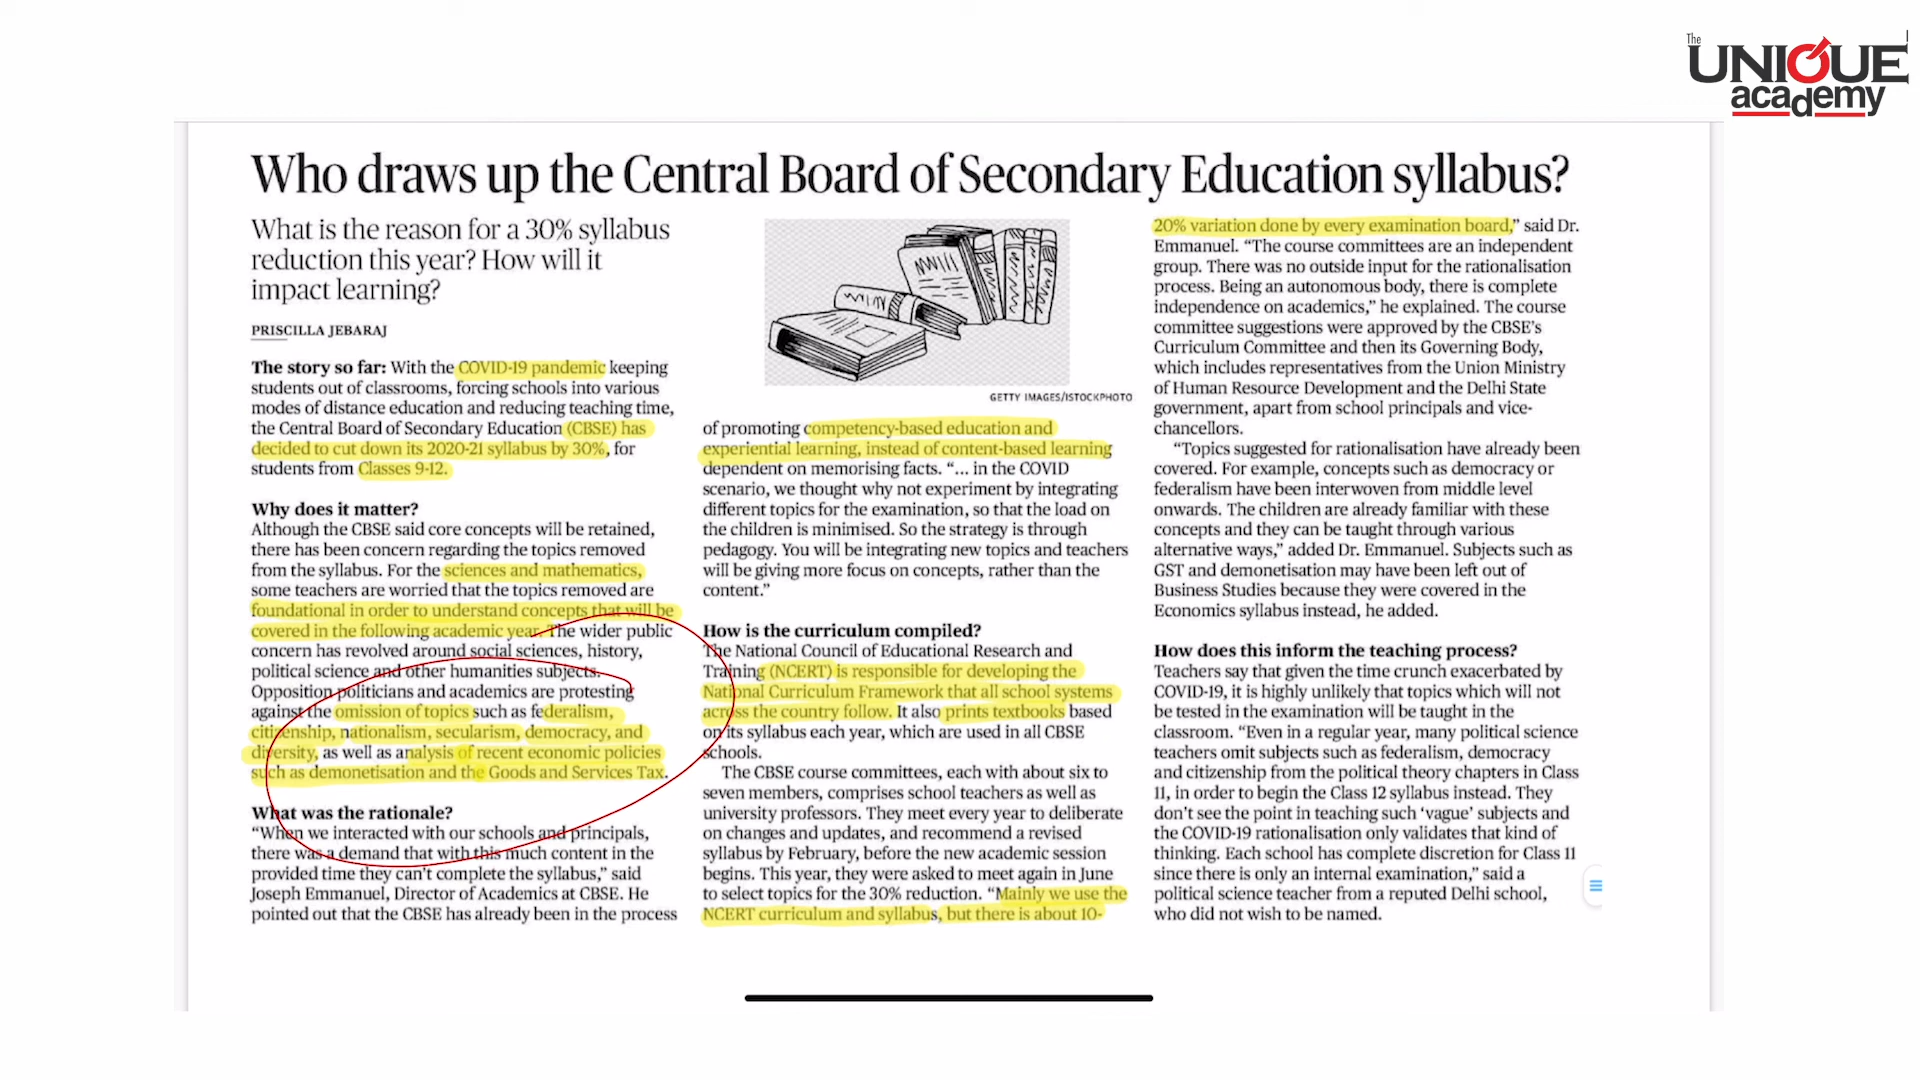 The
UNIQUE
academy
Who draws up the Central Board of Secondary Education syllabus?
What is the reason for a 30% syllabus
reduction this year? How will it
impact learning?
PRISCILLA JEBARAJ
The story so far: With the COVID-19 pandemic keeping
students out of classrooms, forcing schools into various
modes of distance education and reducing teaching time,
the Central Board of Secondary Education (CBSE) has
decided to cut down its 2020-21 syllabus by 30%, for
students from Classes 9-12.
Why does it matter?
Although the CBSE said core concepts will be retained,
there has been concern regarding the topics removed
from the syllabus. For the sciences and mathematics,
some teachers are worried that the topics removed are
foundational in order to understand concepts that will be
covered in the following academic year. The wider public
concern has revolved around social sciences, history,
political science and other humanities subjects.
Opposition politicians and academics are protesting
against the omission of topics such as federalism,
citizenship, nationalism, secularism, democracy, and
diversity, as well as analysis of recent economic policies
such as demonetisation and the Goods and Services Tax.
What was the rationale?
“When we interacted with our schools and principals,
there was a demand that with this much content in the
provided time they can’t complete the syllabus,” said
Joseph Emmanuel, Director of Academics at CBSE. He
pointed out that the CBSE has already been in the process
GETTY IMAGES/ISTOCKPHOTO
of promoting competency-based education and
experiential learning, instead of content-based learning
dependent on memorising facts. “... in the COVID
scenario, we thought why not experiment by integrating
different topics for the examination, so that the load on
the children is minimised. So the strategy is through
pedagogy. You will be integrating new topics and teachers
will be giving more focus on concepts, rather than the
content.”
How is the curriculum compiled?
The National Council of Educational Research and
Training (NCERT) is responsible for developing the
National Curriculum Framework that all school systems
across the country follow. It also prints textbooks based
on its syllabus each year, which are used in all CBSE
schools.
The CBSE course committees, each with about six to
seven members, comprises school teachers as well as
university professors. They meet every year to deliberate
on changes and updates, and recommend a revised
syllabus by February, before the new academic session
begins. This year, they were asked to meet again in June
to select topics for the 30% reduction. “Mainly we use the
NCERT curriculum and syllabus, but there is about 10-
20% variation done by every examination board,” said Dr.
Emmanuel. “The course committees are an independent
group. There was no outside input for the rationalisation
process. Being an autonomous body, there is complete
independence on academics,” he explained. The course
committee suggestions were approved by the CBSE’s
Curriculum Committee and then its Governing Body,
which includes representatives from the Union Ministry
of Human Resource Development and the Delhi State
government, apart from school principals and vice-
chancellors.
“Topics suggested for rationalisation have already been
covered. For example, concepts such as democracy or
federalism have been interwoven from middle level
onwards. The children are already familiar with these
concepts and they can be taught through various
alternative ways,” added Dr. Emmanuel. Subjects such as
GST and demonetisation may have been left out of
Business Studies because they were covered in the
Economics syllabus instead, he added.
How does this inform the teaching process?
Teachers say that given the time crunch exacerbated by
COVID-19, it is highly unlikely that topics which will not
be tested in the examination will be taught in the
classroom. “Even in a regular year, many political science
teachers omit subjects such as federalism, democracy
and citizenship from the political theory chapters in Class
11, in order to begin the Class 12 syllabus instead. They
don’t see the point in teaching such ‘vague’ subjects and
the COVID-19 rationalisation only validates that kind of
thinking. Each school has complete discretion for Class 11
since there is only an internal examination,” said a
political science teacher from a reputed Delhi school,
who did not wish to be named.